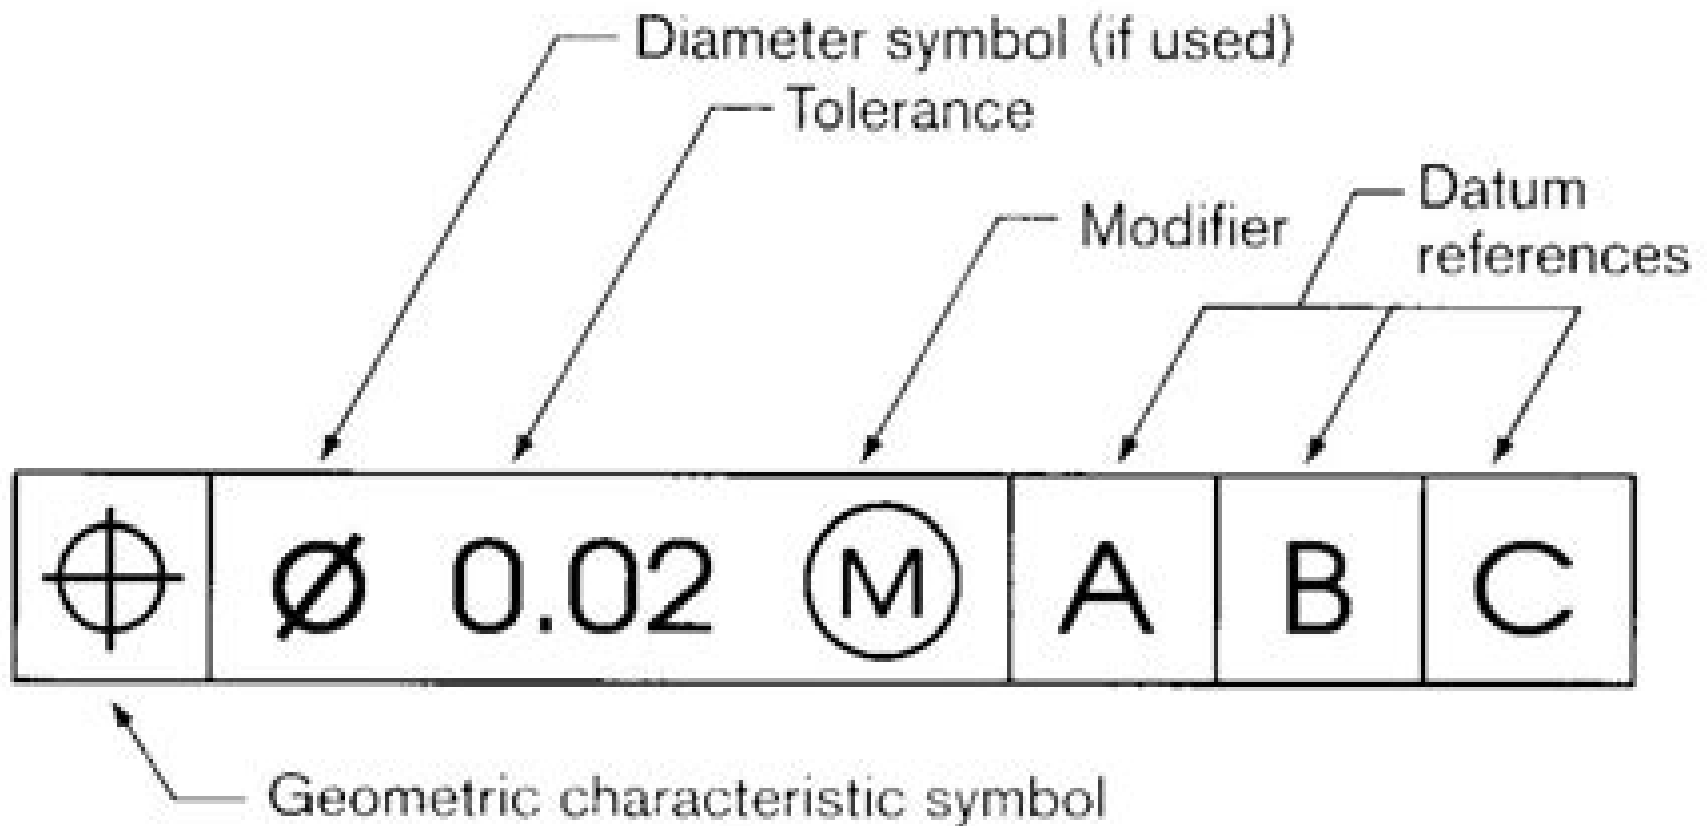 Diameter symbol (if used)
Tolerance
Modifier
Datum
references
⌖ Ø 0.02 Ⓜ A B C
Geometric characteristic symbol